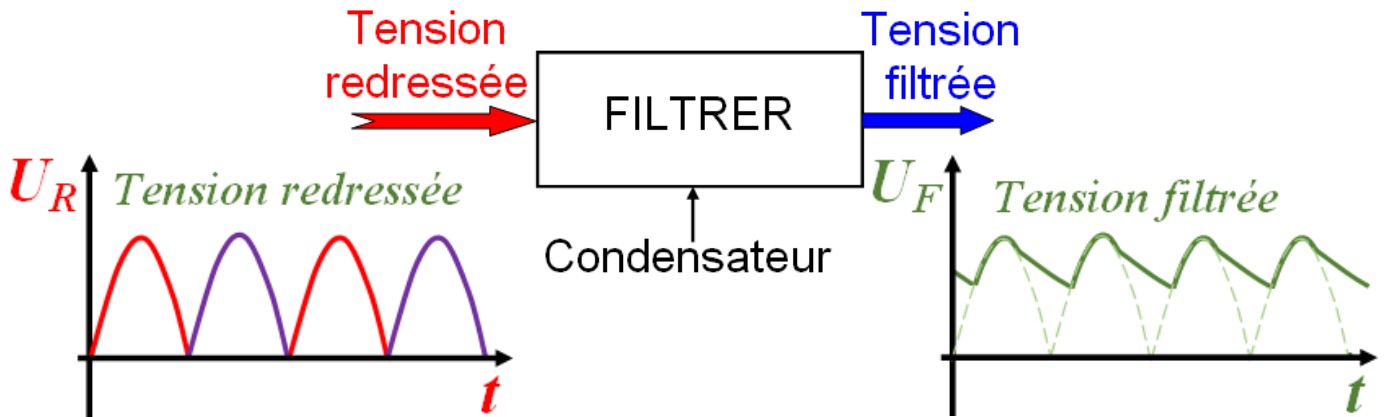 Tension
redressée
FILTRER
Tension
filtrée
U_R
Tension redressée
t
Condensateur
U_F
Tension filtrée
t